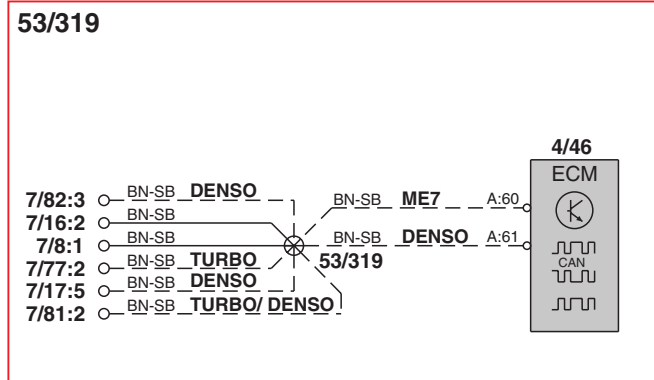 53/319
4/46
ECM
7/82:3 BN-SB DENSO
BN-SB ME7 A:60
7/16:2 BN-SB
7/8:1 BN-SB
BN-SB DENSO A:61
53/319
CAN
7/77:2 BN-SB TURBO
7/17:5 BN-SB DENSO
7/81:2 BN-SB TURBO/ DENSO